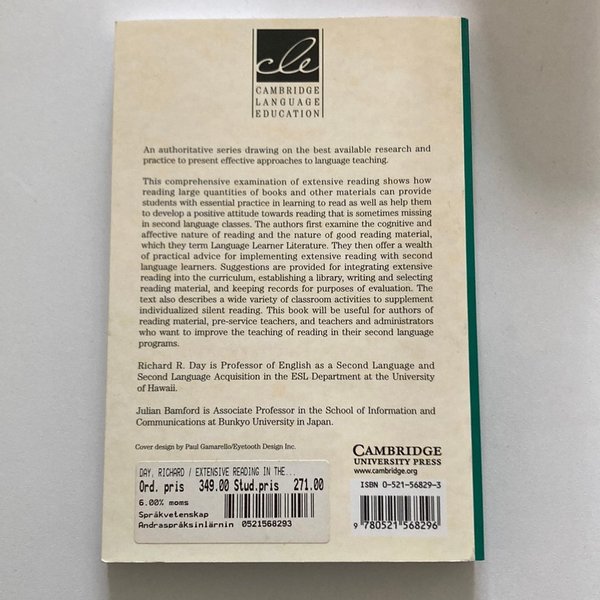 cle
CAMBRIDGE
LANGUAGE
EDUCATION
An authoritative series drawing on the best available research and
practice to present effective approaches to language teaching.
This comprehensive examination of extensive reading shows how
reading large quantities of books and other materials can provide
students with essential practice in learning to read as well as help them
to develop a positive attitude towards reading that is sometimes missing
in second language classes. The authors first examine the cognitive and
affective nature of reading and the nature of good reading material,
which they term Language Learner Literature. They then offer a wealth
of practical advice for implementing extensive reading with second
language learners. Suggestions are provided for integrating extensive
reading into the curriculum, establishing a library, writing and selecting
reading material, and keeping records for purposes of evaluation. The
text also describes a wide variety of classroom activities to supplement
individualized silent reading. This book will be useful for authors of
reading material, pre-service teachers, and teachers and administrators
who want to improve the teaching of reading in their second language
programs.
Richard R. Day is Professor of English as a Second Language and
Second Language Acquisition in the ESL Department at the University
of Hawaii.
Julian Bamford is Associate Professor in the School of Information and
Communications at Bunkyo University in Japan.
Cover design by Paul Gamarello/Eyetooth Design Inc.
CAMBRIDGE
UNIVERSITY PRESS
www.cambridge.org
ISBN 0-521-56829-3
9 780521 568296
DAY, RICHARD / EXTENSIVE READING IN THE...
Ord. pris 349.00 Stud.pris 271.00
6.00% moms
Språkvetenskap
Andraspråksinlärnin 0521568293